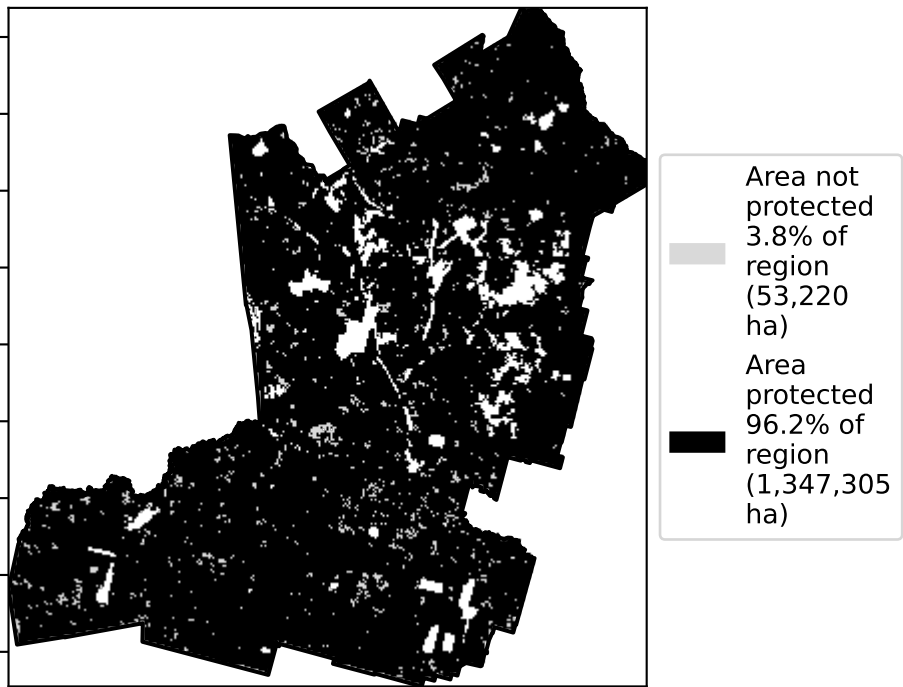 Area not
protected
3.8% of
region
(53,220
ha)
Area
protected
96.2% of
region
(1,347,305
ha)